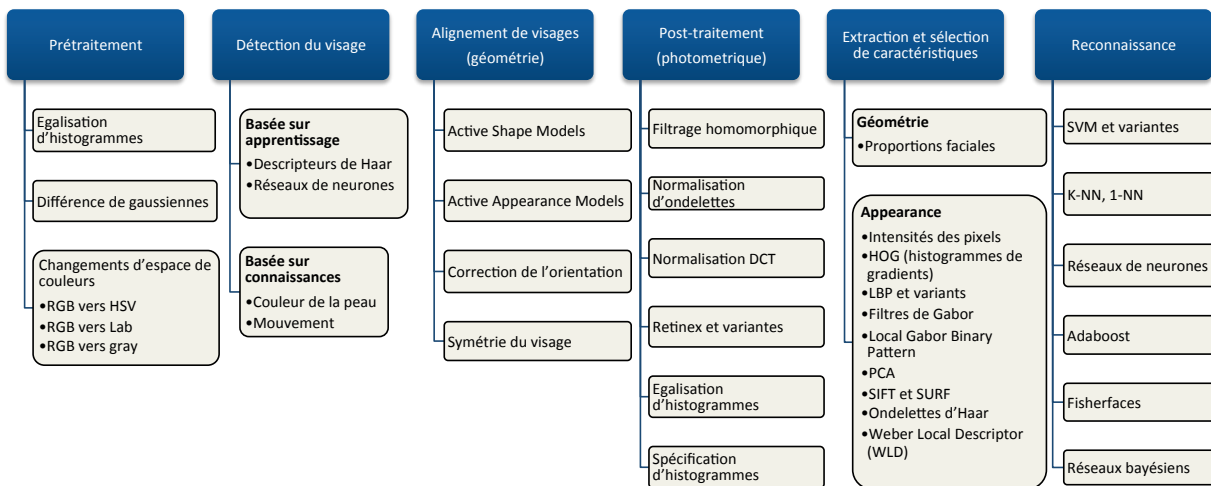 Prétraitement
Egalisation
d'histogrammes
Différence de gaussiennes
Changements d'espace de
couleurs
•RGB vers HSV
•RGB vers Lab
•RGB vers gray
Détection du visage
Basée sur
apprentissage
•Descripteurs de Haar
•Réseaux de neurones
Basée sur
connaissances
•Couleur de la peau
•Mouvement
Alignement de visages
(géométrie)
Active Shape Models
Active Appearance Models
Correction de l'orientation
Symétrie du visage
Post-traitement
(photometrique)
Filtrage homomorphique
Normalisation
d'ondelettes
Normalisation DCT
Retinex et variantes
Egalisation
d'histogrammes
Spécification
d'histogrammes
Extraction et sélection
de caractéristiques
Géométrie
•Proportions faciales
Appearance
•Intensités des pixels
•HOG (histogrammes de
gradients)
•LBP et variants
•Filtres de Gabor
•Local Gabor Binary
Pattern
•PCA
•SIFT et SURF
•Ondelettes d'Haar
•Weber Local Descriptor
(WLD)
Reconnaissance
SVM et variantes
K-NN, 1-NN
Réseaux de neurones
Adaboost
Fisherfaces
Réseaux bayésiens